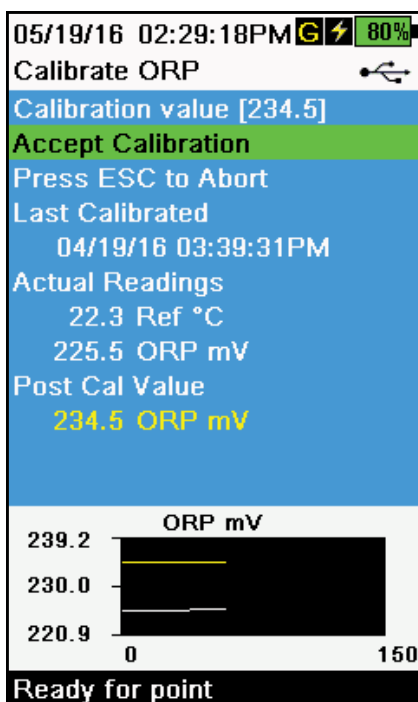 05/19/16 02:29:18PM G 80%
Calibrate ORP
Calibration value [234.5]
Accept Calibration
Press ESC to Abort
Last Calibrated
04/19/16 03:39:31PM
Actual Readings
22.3 Ref °C
225.5 ORP mV
Post Cal Value
234.5 ORP mV
ORP mV
239.2
230.0
220.9
0 150
Ready for point